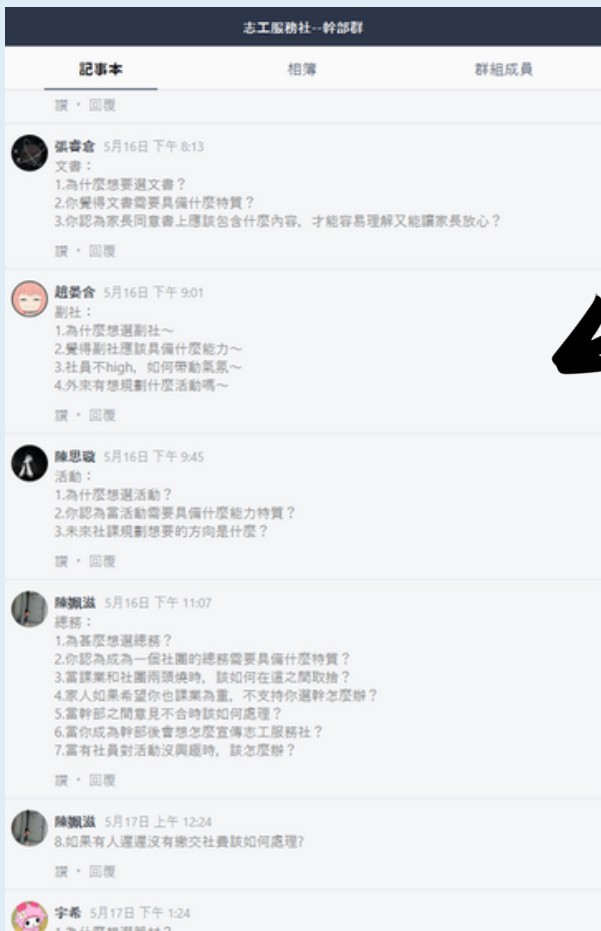 志工服務社--幹部群
記事本 相簿 群組成員
讚・回覆
張睿倉 5月16日 下午 8:13
文書：
1.為什麼想要選文書？
2.你覺得文書需要具備什麼特質？
3.你認為家長同意書上應該包含什麼內容，才能容易理解又能讓家長放心？
讚・回覆
趙晏含 5月16日 下午 9:01
副社：
1.為什麼想選副社～
2.覺得副社應該具備什麼能力～
3.社員不high，如何帶動氣氛～
4.外來有想規劃什麼活動嗎～
讚・回覆
陳思璇 5月16日 下午 9:45
活動：
1.為什麼想選活動？
2.你認為當活動需要具備什麼能力特質？
3.未來社課規劃想要的方向是什麼？
讚・回覆
陳姵滋 5月16日 下午 11:07
總務：
1.為甚麼想選總務？
2.你認為成為一個社團的總務需要具備什麼特質？
3.當課業和社團兩頭燒時，該如何在這之間取捨？
4.家人如果希望你也課業為重，不支持你選幹怎麼辦？
5.當幹部之間意見不合時該如何處理？
6.當你成為幹部後會想怎麼宣傳志工服務社？
7.當有社員對活動沒興趣時，該怎麼辦？
讚・回覆
陳姵滋 5月17日 上午 12:24
8.如果有人遲遲沒有繳交社費該如何處理?
讚・回覆
宇希 5月17日 下午 1:24